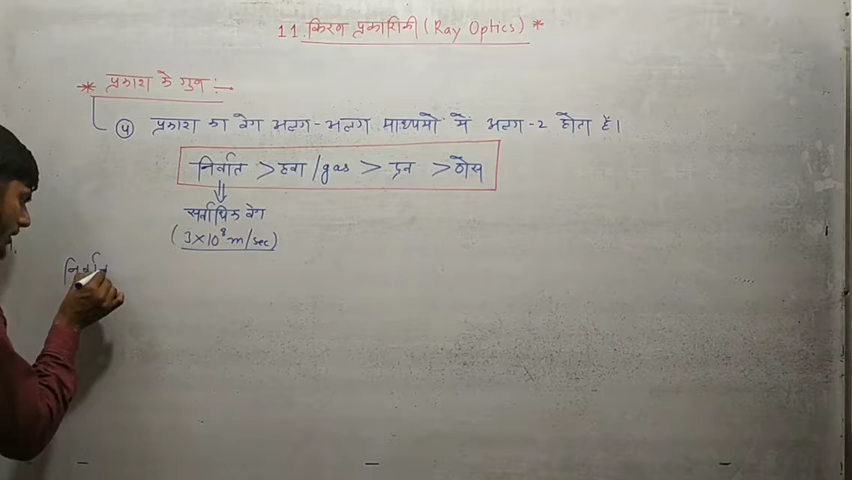 11. किरण प्रकाशिकी (Ray Optics) *
* प्रकाश के गुण :→
५ प्रकाश का वेग अलग-अलग माध्यमों में अलग-2 होता है।
निर्वात > हवा /gas > द्रव > ठोस
सर्वाधिक वेग
(3×10⁸ m/sec)
निर्वात